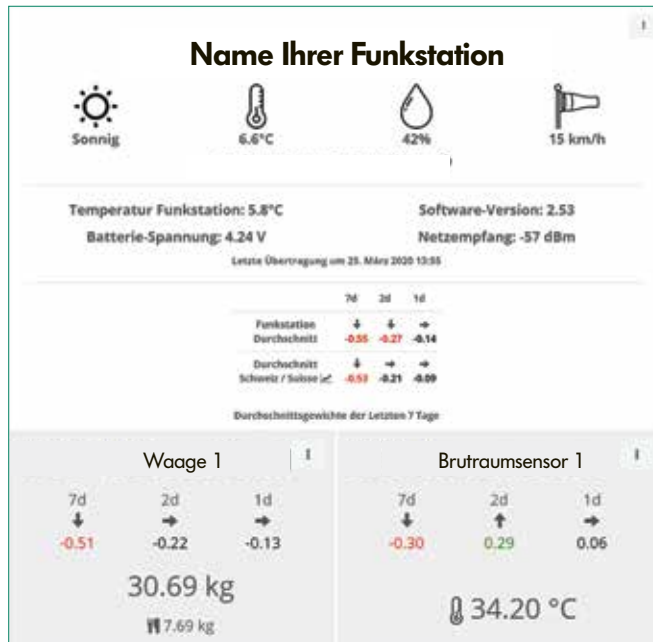 Name Ihrer Funkstation
Sonnig 6.6°C 42% 15 km/h
Temperatur Funkstation: 5.8°C Software-Version: 2.53
Batterie-Spannung: 4.24 V Netzempfang: -57 dBm
Letzte Übertragung um 25. März 2020 13:55
7d 2d 1d
Funkstation
Durchschnitt -0.55 -0.27 -0.14
Durchschnitt
Schweiz / Suisse -0.53 -0.21 -0.09
Durchschnittsgewichte der Letzten 7 Tage
Waage 1
7d 2d 1d
-0.51 -0.22 -0.13
30.69 kg
7.69 kg
Brutraumsensor 1
7d 2d 1d
-0.30 0.29 0.06
34.20 °C